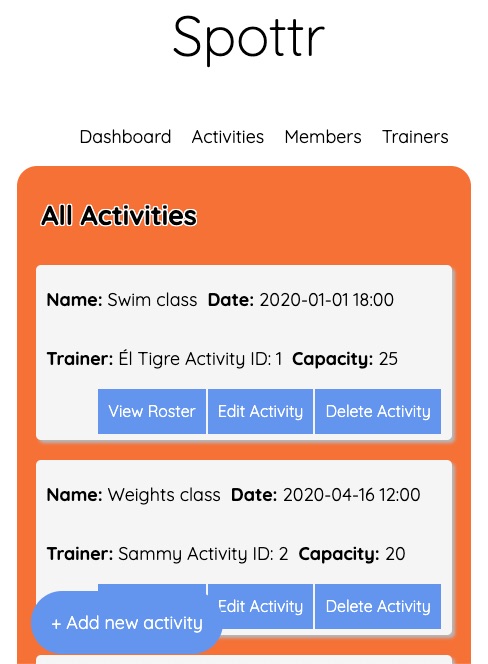 Spottr
Dashboard Activities Members Trainers
All Activities
Name: Swim class Date: 2020-01-01 18:00
Trainer: Él Tigre Activity ID: 1 Capacity: 25
View Roster Edit Activity Delete Activity
Name: Weights class Date: 2020-04-16 12:00
Trainer: Sammy Activity ID: 2 Capacity: 20
Edit Activity Delete Activity
+ Add new activity